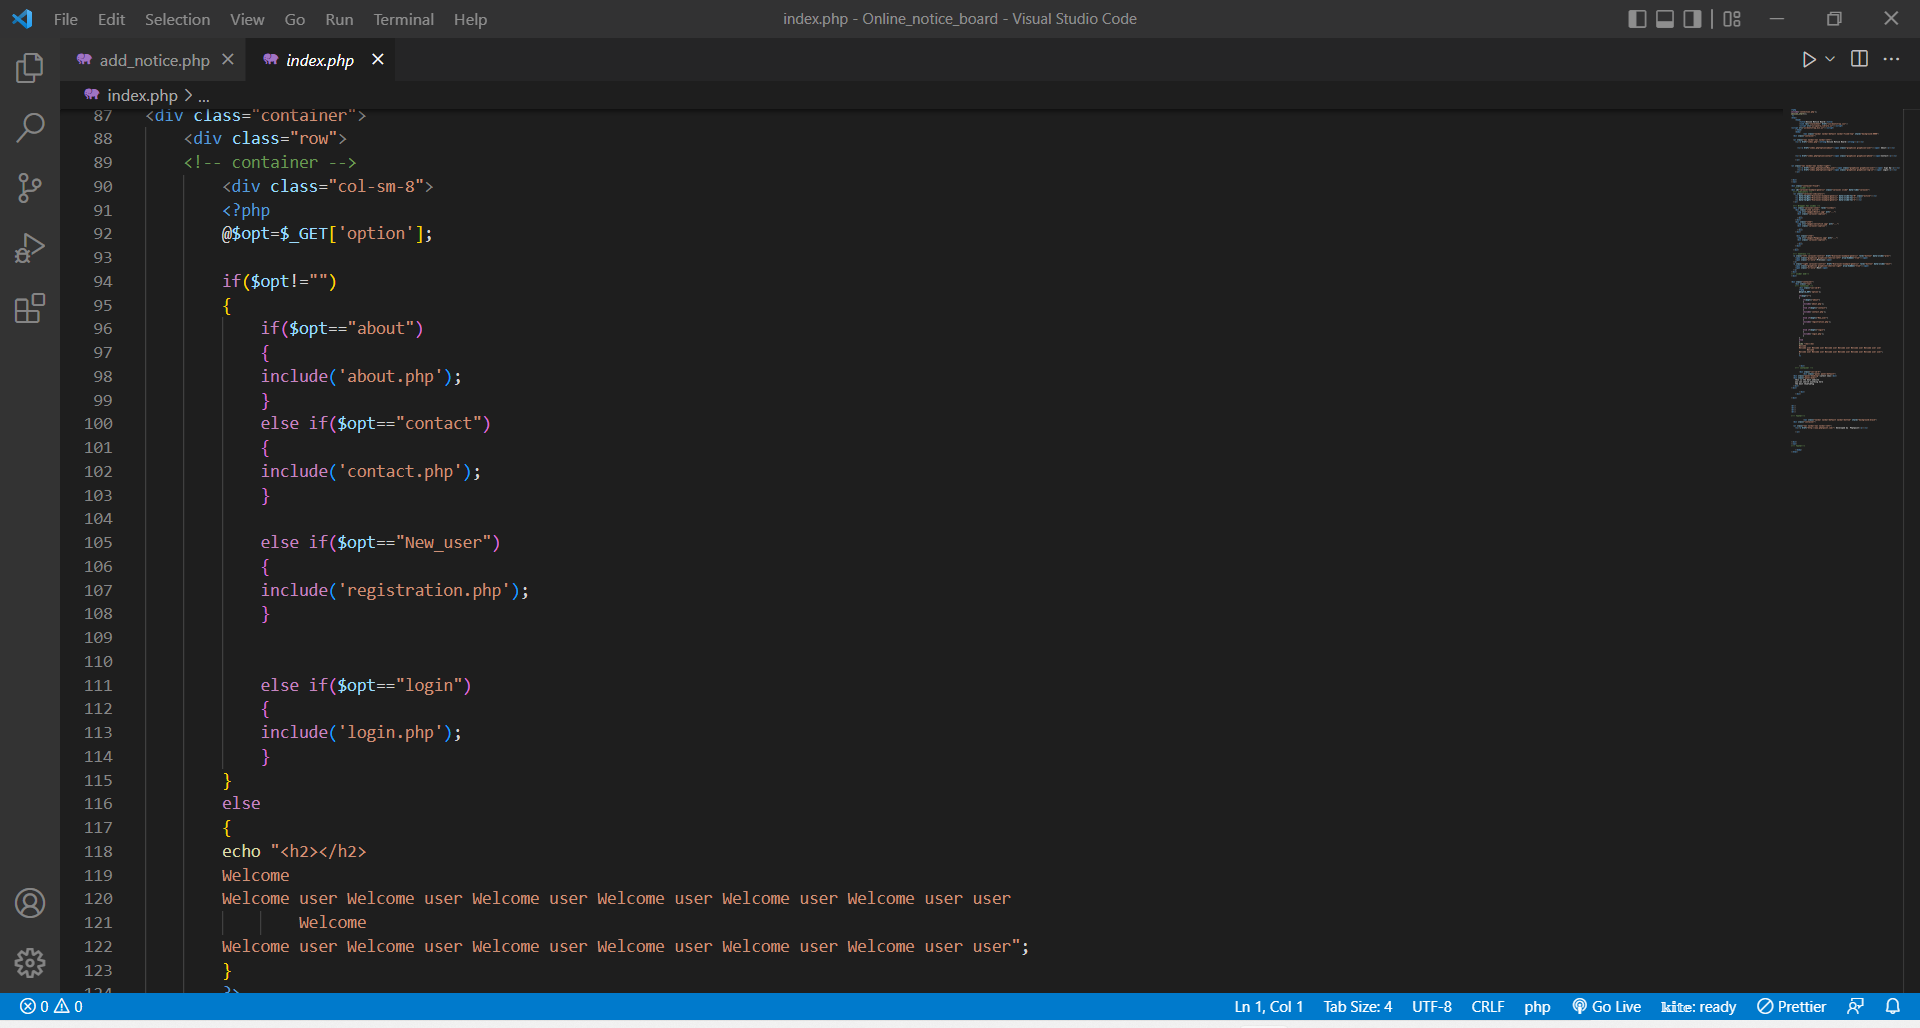 File Edit Selection View Go Run Terminal Help
index.php - Online_notice_board - Visual Studio Code
add_notice.php
index.php
index.php > ...
87 <div class="container">
88 <div class="row">
89 <!-- container -->
90 <div class="col-sm-8">
91 <?php
92 @$opt=$_GET['option'];
93
94 if($opt!="")
95 {
96 if($opt=="about")
97 {
98 include('about.php');
99 }
100 else if($opt=="contact")
101 {
102 include('contact.php');
103 }
104
105 else if($opt=="New_user")
106 {
107 include('registration.php');
108 }
109
110
111 else if($opt=="login")
112 {
113 include('login.php');
114 }
115 }
116 else
117 {
118 echo "<h2></h2>
119 Welcome
120 Welcome user Welcome user Welcome user Welcome user Welcome user Welcome user user
121 Welcome
122 Welcome user Welcome user Welcome user Welcome user Welcome user Welcome user user";
123 }
124 ?>
0 0 Ln 1, Col 1 Tab Size: 4 UTF-8 CRLF php Go Live kite: ready Prettier